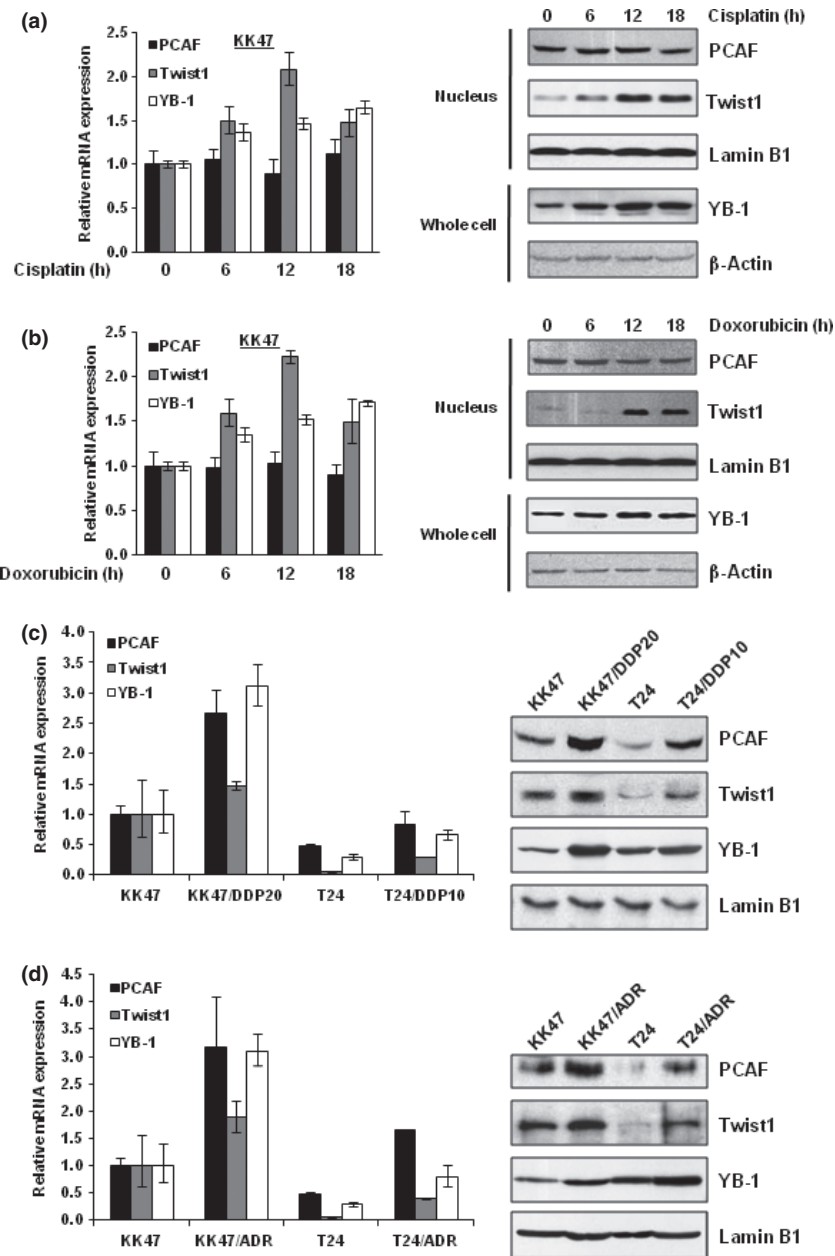 (a)
Relative mRNA expression
2.5
2.0
1.5
1.0
0.5
0.0
PCAF
Twist1
YB-1
KK47
Cisplatin (h) 0 6 12 18
0 6 12 18 Cisplatin (h)
Nucleus
PCAF
Twist1
Lamin B1
Whole cell
YB-1
β-Actin
(b)
Relative mRNA expression
2.5
2.0
1.5
1.0
0.5
0.0
PCAF
Twist1
YB-1
KK47
Doxorubicin (h) 0 6 12 18
0 6 12 18 Doxorubicin (h)
Nucleus
PCAF
Twist1
Lamin B1
Whole cell
YB-1
β-Actin
(c)
Relative mRNA expression
4.0
3.5
3.0
2.5
2.0
1.5
1.0
0.5
0.0
PCAF
Twist1
YB-1
KK47 KK47/DDP20 T24 T24/DDP10
KK47 KK47/DDP20 T24 T24/DDP10
PCAF
Twist1
YB-1
Lamin B1
(d)
Relative mRNA expression
4.5
4.0
3.5
3.0
2.5
2.0
1.5
1.0
0.5
0.0
PCAF
Twist1
YB-1
KK47 KK47/ADR T24 T24/ADR
KK47 KK47/ADR T24 T24/ADR
PCAF
Twist1
YB-1
Lamin B1